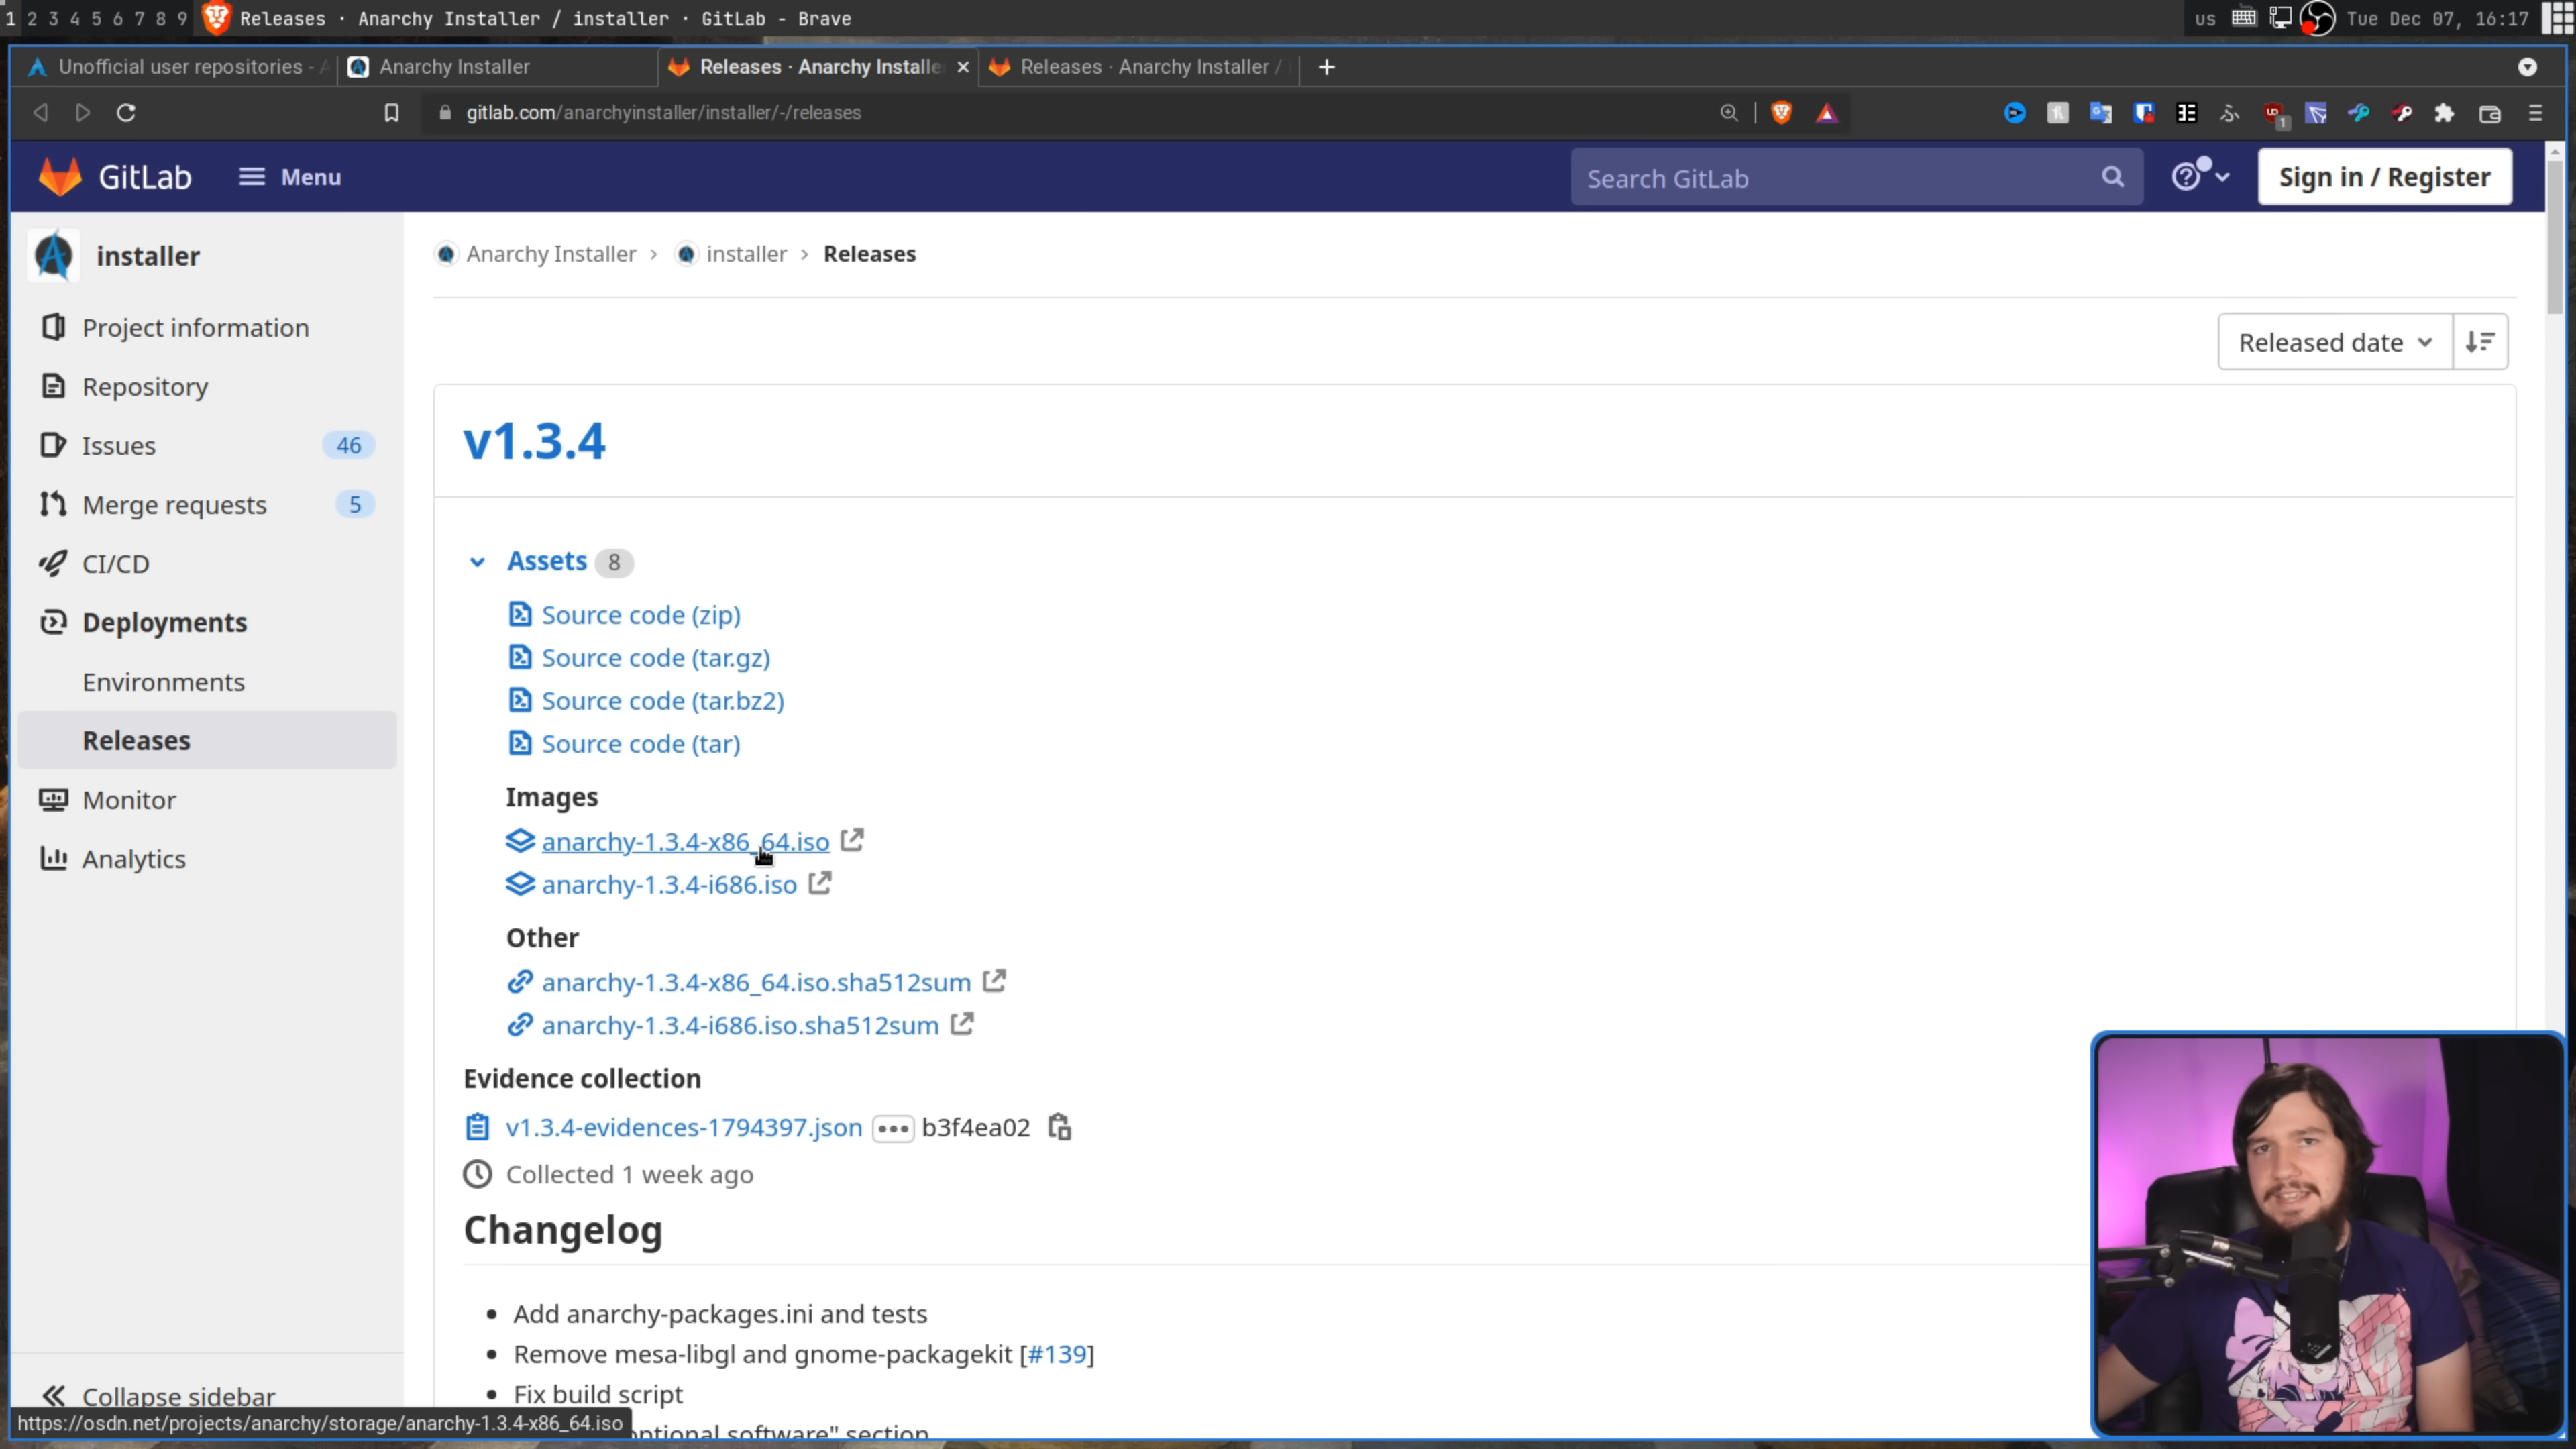 1 2 3 4 5 6 7 8 9 Releases · Anarchy Installer / installer · GitLab - Brave us Tue Dec 07, 16:17
Unofficial user repositories - Anarchy Installer Releases · Anarchy Installe Releases · Anarchy Installer /
gitlab.com/anarchyinstaller/installer/-/releases 1
GitLab Menu Search GitLab Sign in / Register
installer
Project information
Repository
Issues 46
Merge requests 5
CI/CD
Deployments
Environments
Releases
Monitor
Analytics
Collapse sidebar
Anarchy Installer › installer › Releases
Released date
v1.3.4
Assets 8
Source code (zip)
Source code (tar.gz)
Source code (tar.bz2)
Source code (tar)
Images
anarchy-1.3.4-x86_64.iso
anarchy-1.3.4-i686.iso
Other
anarchy-1.3.4-x86_64.iso.sha512sum
anarchy-1.3.4-i686.iso.sha512sum
Evidence collection
v1.3.4-evidences-1794397.json ••• b3f4ea02
Collected 1 week ago
Changelog
• Add anarchy-packages.ini and tests
• Remove mesa-libgl and gnome-packagekit [#139]
• Fix build script
optional software" section
https://osdn.net/projects/anarchy/storage/anarchy-1.3.4-x86_64.iso